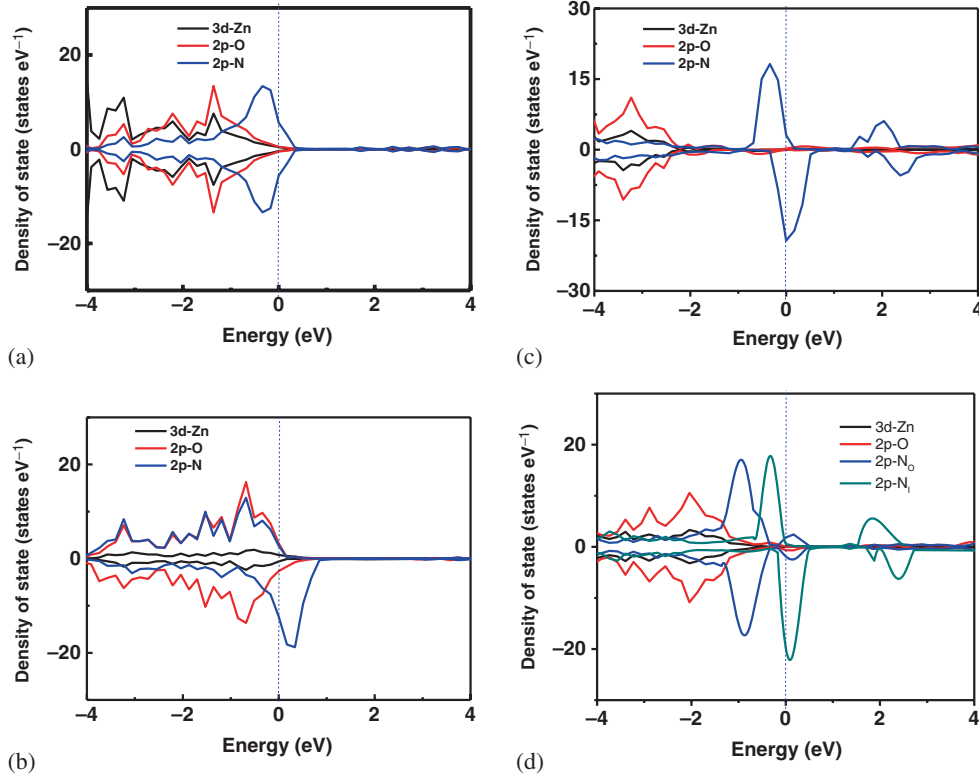 3d-Zn
2p-O
2p-N
20
0
−20
Density of state (states eV⁻¹)
−4
−2
0
2
4
Energy (eV)
(a)
3d-Zn
2p-O
2p-N
30
15
0
−15
−30
Density of state (states eV⁻¹)
−4
−2
0
2
4
Energy (eV)
(c)
3d-Zn
2p-O
2p-N
20
0
−20
Density of state (states eV⁻¹)
−4
−2
0
2
4
Energy (eV)
(b)
3d-Zn
2p-O
2p-N_O
2p-N_I
20
0
−20
Density of state (states eV⁻¹)
−4
−2
0
2
4
Energy (eV)
(d)